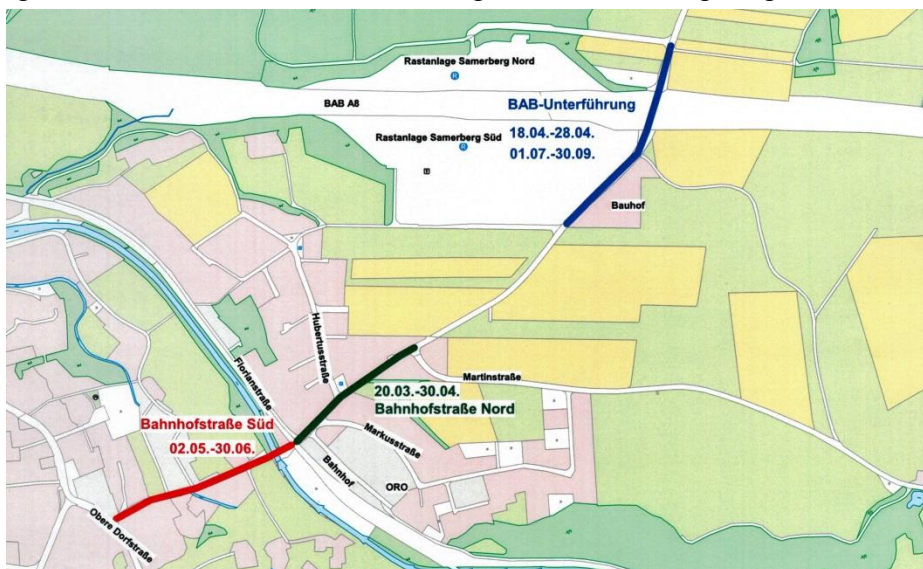 Rastanlage Samerberg Nord
R
BAB A8
BAB-Unterführung
18.04.-28.04.
01.07.-30.09.
Rastanlage Samerberg Süd
R
Bauhof
Hubertusstraße
Florianstraße
Martinstraße
20.03.-30.04.
Bahnhofstraße Nord
Bahnhofstraße Süd
02.05.-30.06.
Markusstraße
Bahnhof
ORO
Obere Dorfstraße